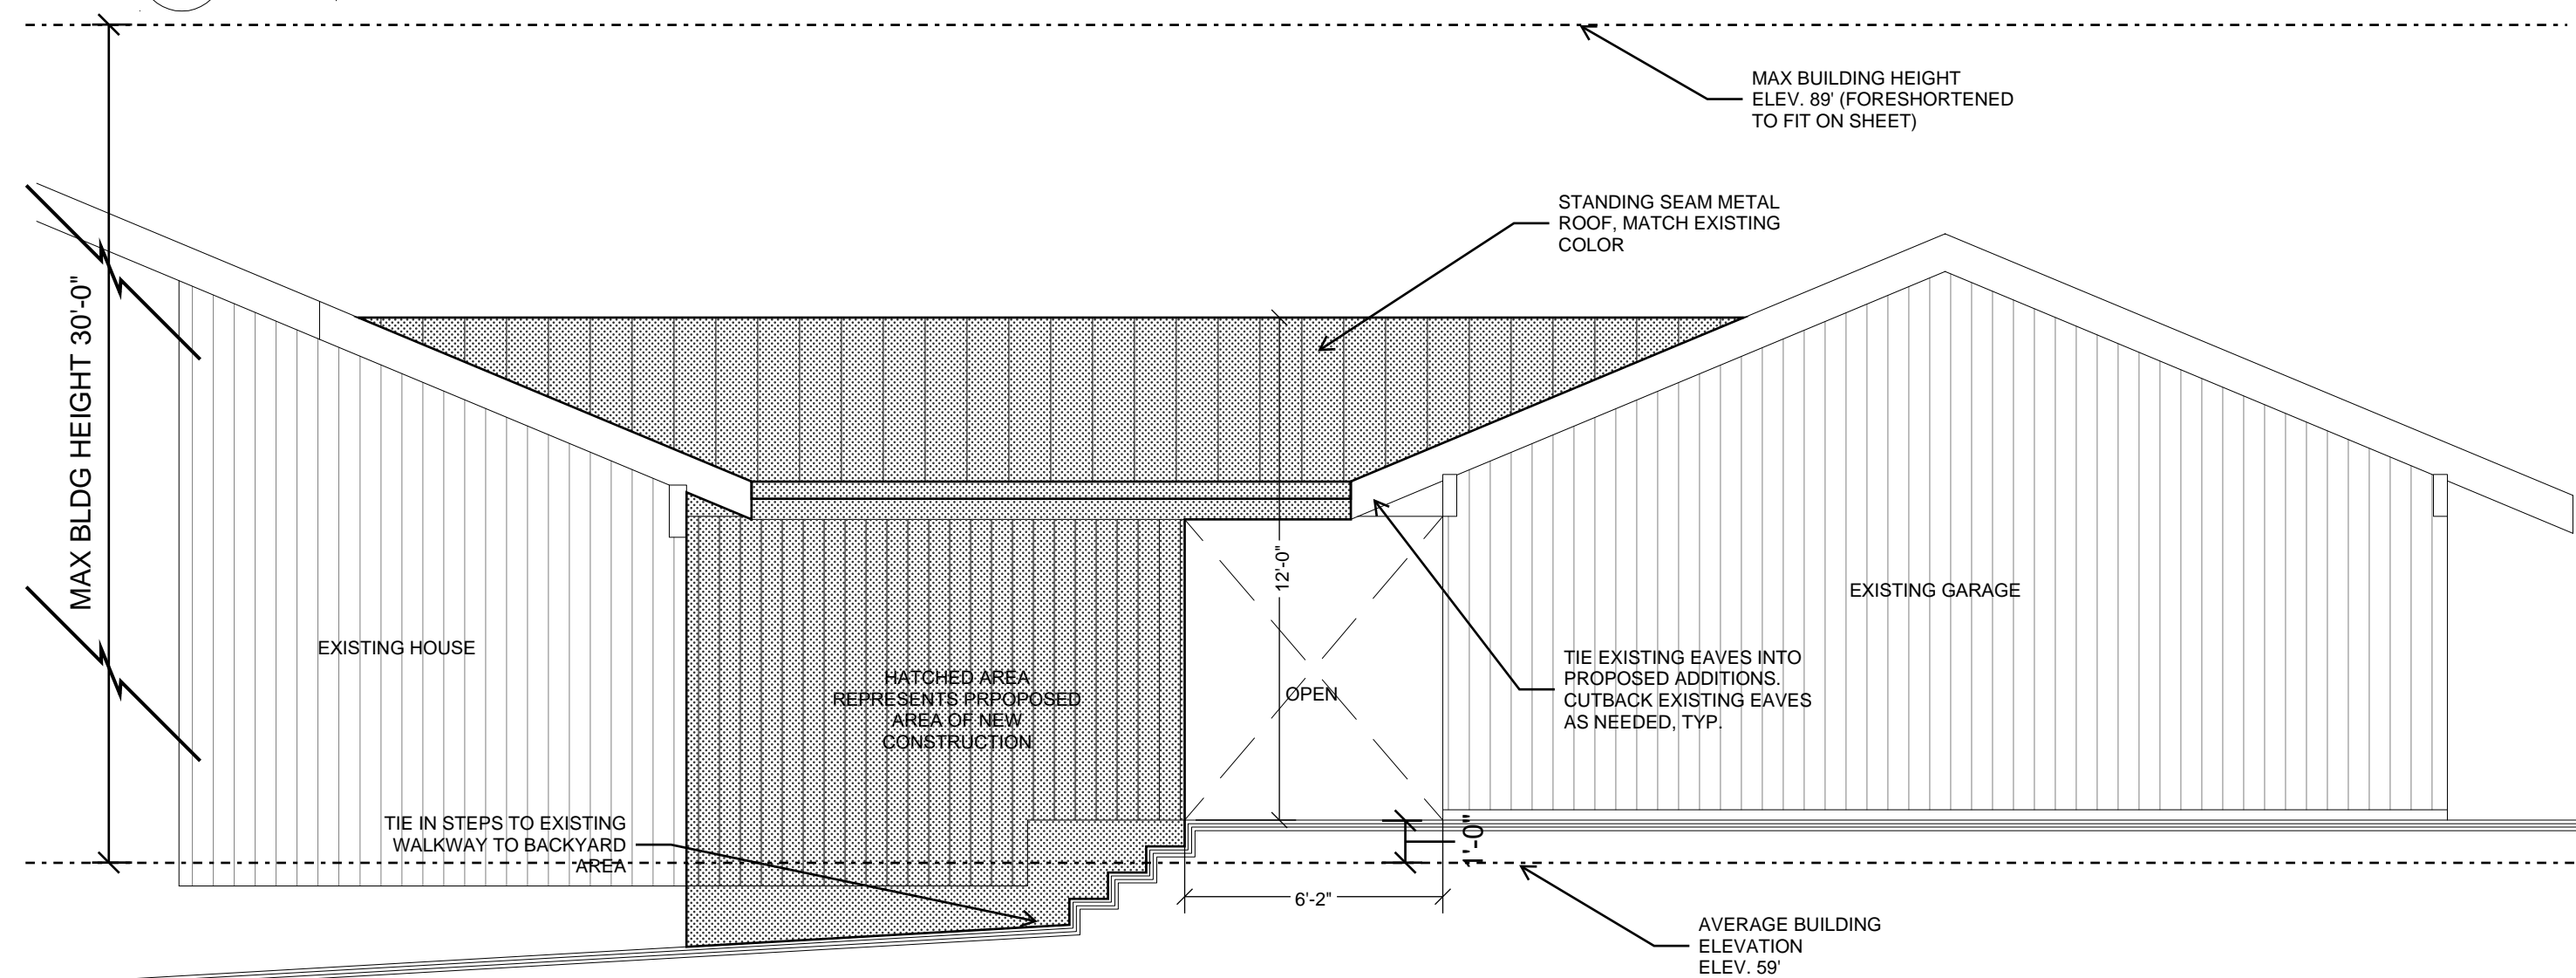 MAX BUILDING HEIGHT
ELEV. 89' (FORESHORTENED
TO FIT ON SHEET)
STANDING SEAM METAL
ROOF, MATCH EXISTING
COLOR
MAX BLDG HEIGHT 30'-0"
12'-0"
EXISTING HOUSE
HATCHED AREA
REPRESENTS PRPOPOSED
AREA OF NEW
CONSTRUCTION
OPEN
EXISTING GARAGE
TIE EXISTING EAVES INTO
PROPOSED ADDITIONS.
CUTBACK EXISTING EAVES
AS NEEDED, TYP.
TIE IN STEPS TO EXISTING
WALKWAY TO BACKYARD
AREA
1'-0"
6'-2"
AVERAGE BUILDING
ELEVATION
ELEV. 59'